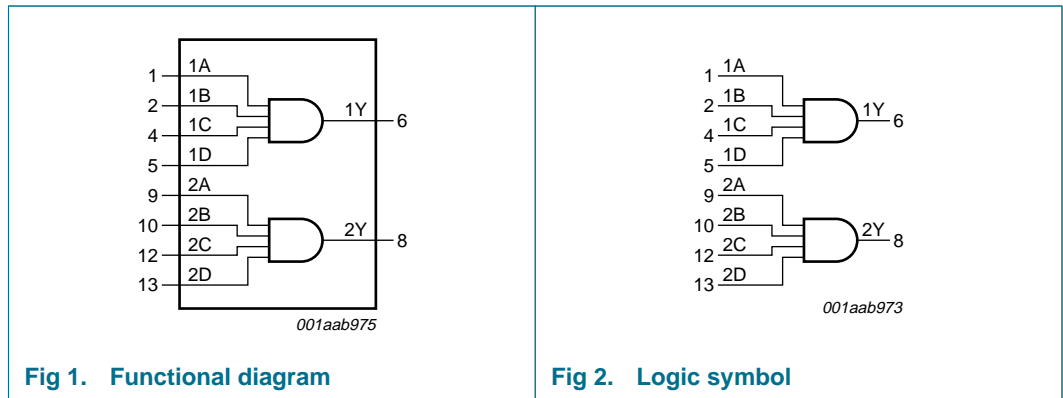 1 1A
2 1B
4 1C
5 1D
1Y 6
9 2A
10 2B
12 2C
13 2D
2Y 8
001aab975
Fig 1. Functional diagram
1 1A
2 1B
4 1C
5 1D
1Y 6
9 2A
10 2B
12 2C
13 2D
2Y 8
001aab973
Fig 2. Logic symbol